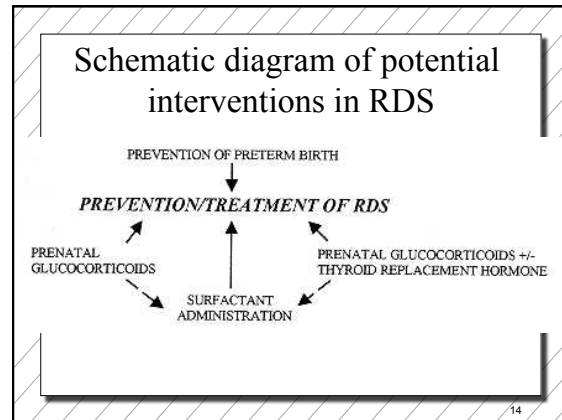 Schematic diagram of potential
interventions in RDS
PREVENTION OF PRETERM BIRTH
PREVENTION/TREATMENT OF RDS
PRENATAL
GLUCOCORTICOIDS
PRENATAL GLUCOCORTICOIDS +/-
THYROID REPLACEMENT HORMONE
SURFACTANT
ADMINISTRATION
14